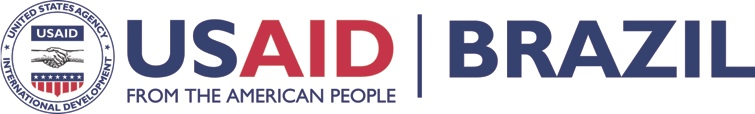 UNITED STATES AGENCY
USAID
INTERNATIONAL DEVELOPMENT
USAID | BRAZIL
FROM THE AMERICAN PEOPLE